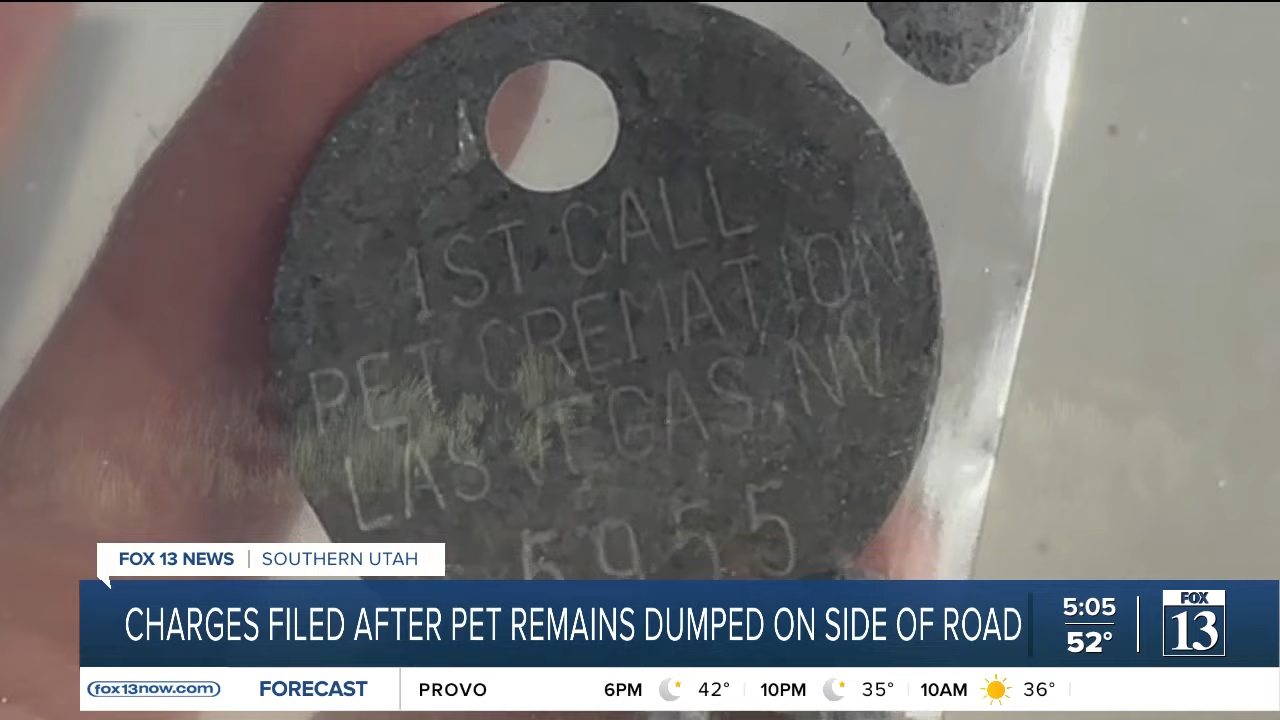 1ST CALL
PET CREMATION
LAS VEGAS NV
5955
FOX 13 NEWS | SOUTHERN UTAH
CHARGES FILED AFTER PET REMAINS DUMPED ON SIDE OF ROAD
5:05
52°
FOX
13
fox13now.com FORECAST PROVO 6PM 42° 10PM 35° 10AM 36°